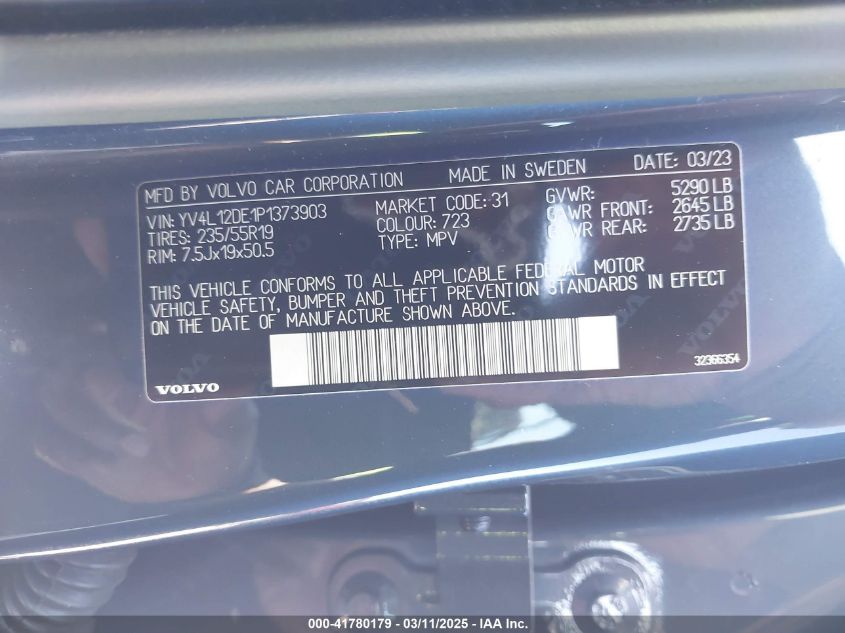 MFD BY VOLVO CAR CORPORATION MADE IN SWEDEN DATE: 03/23
VIN: YV4L12DE1P1373903 MARKET CODE: 31 GVWR: 5290 LB
TIRES: 235/55R19 COLOUR: 723 GAWR FRONT: 2645 LB
RIM: 7.5Jx19x50.5 TYPE: MPV GAWR REAR: 2735 LB
THIS VEHICLE CONFORMS TO ALL APPLICABLE FEDERAL MOTOR
VEHICLE SAFETY, BUMPER AND THEFT PREVENTION STANDARDS IN EFFECT
ON THE DATE OF MANUFACTURE SHOWN ABOVE.
VOLVO 32366354
000-41780179 - 03/11/2025 - IAA Inc.